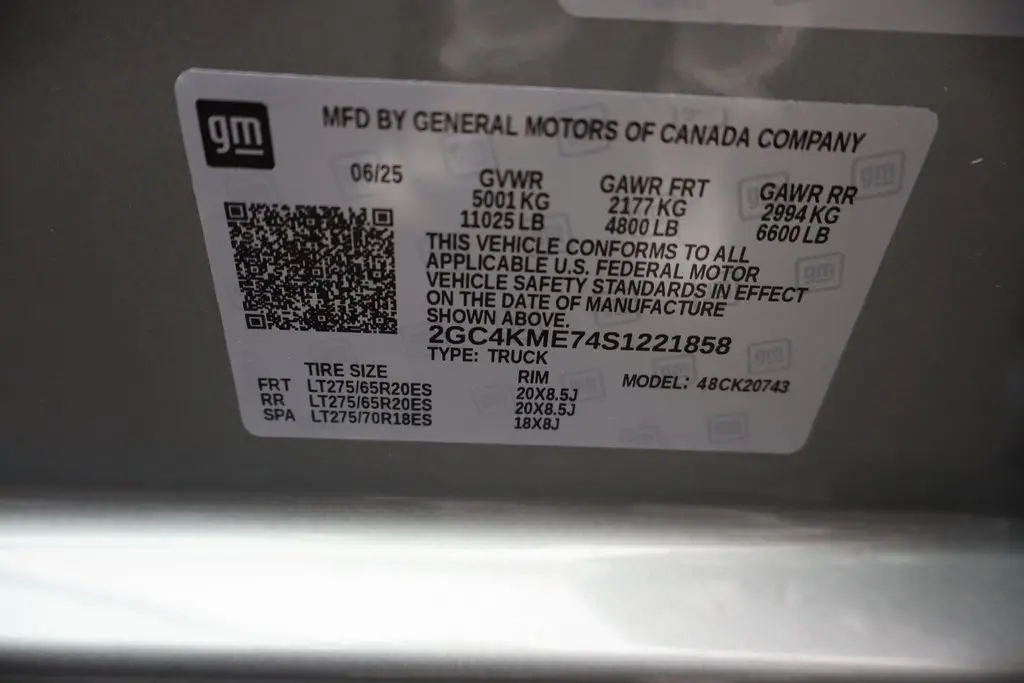 gm
MFD BY GENERAL MOTORS OF CANADA COMPANY
06/25
GVWR GAWR FRT GAWR RR
5001 KG 2177 KG 2994 KG
11025 LB 4800 LB 6600 LB
THIS VEHICLE CONFORMS TO ALL
APPLICABLE U.S. FEDERAL MOTOR
VEHICLE SAFETY STANDARDS IN EFFECT
ON THE DATE OF MANUFACTURE
SHOWN ABOVE.
2GC4KME74S1221858
TYPE: TRUCK
TIRE SIZE RIM MODEL: 48CK20743
FRT LT275/65R20ES 20X8.5J
RR LT275/65R20ES 20X8.5J
SPA LT275/70R18ES 18X8J